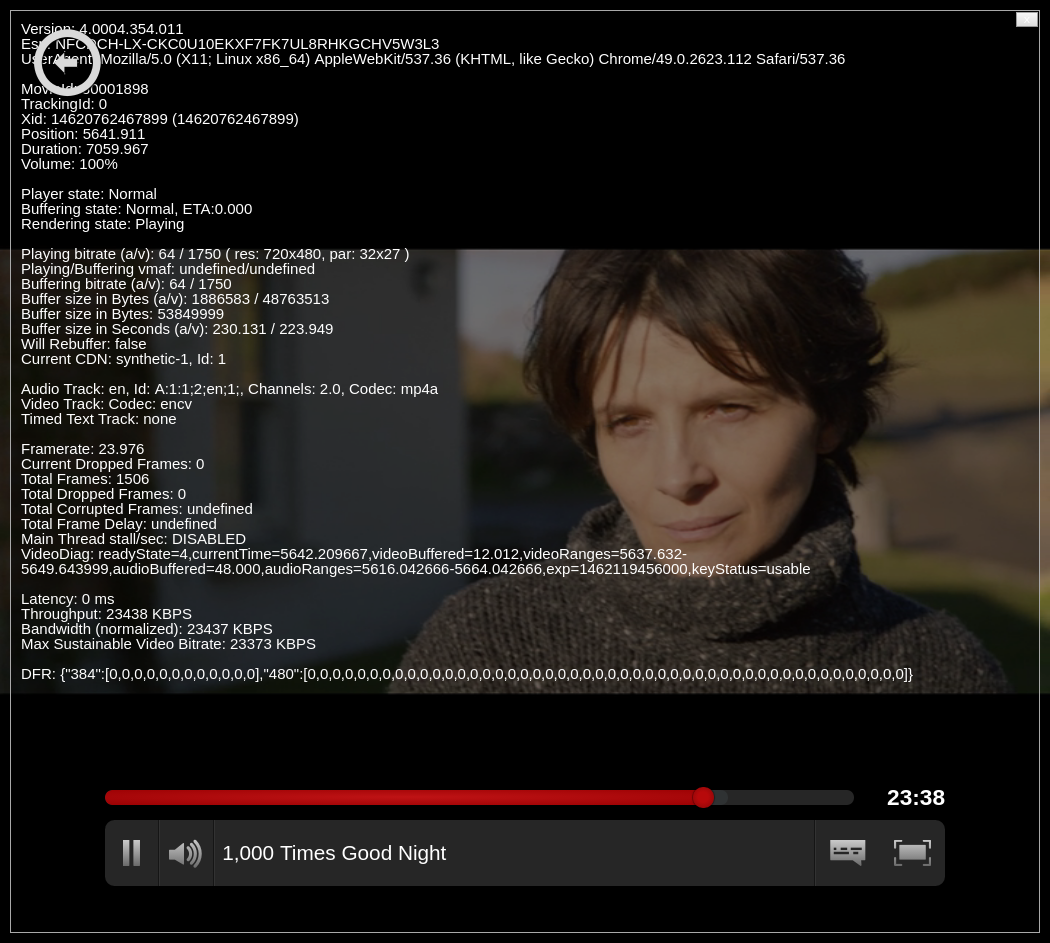 Version: 4.0004.354.011
Esn: NFCDCH-LX-CKC0U10EKXF7FK7UL8RHKGCHV5W3L3
UserAgent: Mozilla/5.0 (X11; Linux x86_64) AppleWebKit/537.36 (KHTML, like Gecko) Chrome/49.0.2623.112 Safari/537.36
MovieId: 80001898
TrackingId: 0
Xid: 14620762467899 (14620762467899)
Position: 5641.911
Duration: 7059.967
Volume: 100%
Player state: Normal
Buffering state: Normal, ETA:0.000
Rendering state: Playing
Playing bitrate (a/v): 64 / 1750 ( res: 720x480, par: 32x27 )
Playing/Buffering vmaf: undefined/undefined
Buffering bitrate (a/v): 64 / 1750
Buffer size in Bytes (a/v): 1886583 / 48763513
Buffer size in Bytes: 53849999
Buffer size in Seconds (a/v): 230.131 / 223.949
Will Rebuffer: false
Current CDN: synthetic-1, Id: 1
Audio Track: en, Id: A:1:1;2;en;1;, Channels: 2.0, Codec: mp4a
Video Track: Codec: encv
Timed Text Track: none
Framerate: 23.976
Current Dropped Frames: 0
Total Frames: 1506
Total Dropped Frames: 0
Total Corrupted Frames: undefined
Total Frame Delay: undefined
Main Thread stall/sec: DISABLED
VideoDiag: readyState=4,currentTime=5642.209667,videoBuffered=12.012,videoRanges=5637.632-
5649.643999,audioBuffered=48.000,audioRanges=5616.042666-5664.042666,exp=1462119456000,keyStatus=usable
Latency: 0 ms
Throughput: 23438 KBPS
Bandwidth (normalized): 23437 KBPS
Max Sustainable Video Bitrate: 23373 KBPS
DFR: {"384":[0,0,0,0,0,0,0,0,0,0,0,0],"480":[0,0,0,0,0,0,0,0,0,0,0,0,0,0,0,0,0,0,0,0,0,0,0,0,0,0,0,0,0,0,0,0,0,0,0,0,0,0,0,0,0,0,0,0,0,0,0,0,0]}
23:38
1,000 Times Good Night